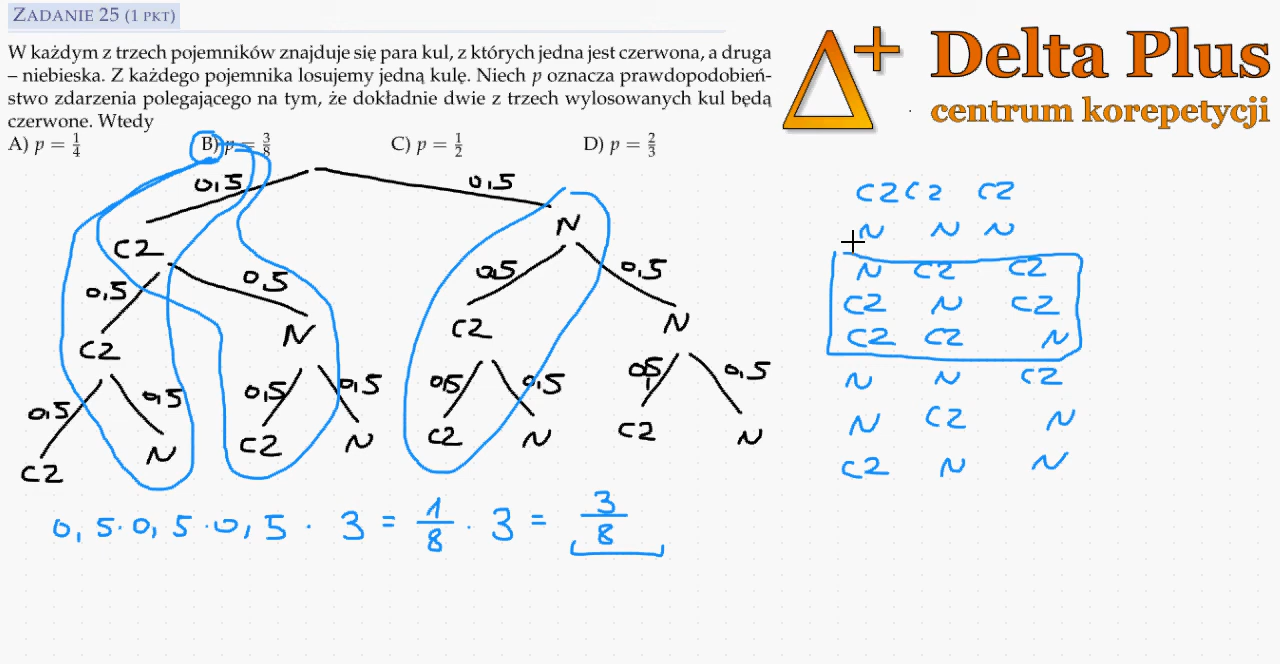 ZADANIE 25 (1 PKT)
W każdym z trzech pojemników znajduje się para kul, z których jedna jest czerwona, a druga
– niebieska. Z każdego pojemnika losujemy jedną kulę. Niech p oznacza prawdopodobień-
stwo zdarzenia polegającego na tym, że dokładnie dwie z trzech wylosowanych kul będą
czerwone. Wtedy
A) p = 1/4 B) p = 3/8 C) p = 1/2 D) p = 2/3
Delta Plus
centrum korepetycji
0,5 0,5
CZ N
0,5 0,5 0,5 0,5
CZ N CZ N
0,5 0,5 0,5 0,5 0,5 0,5 0,5 0,5
CZ N CZ N CZ N CZ N
0,5 · 0,5 · 0,5 · 3 = 1/8 · 3 = 3/8
CZ CZ CZ
N N N
N CZ CZ
CZ N CZ
CZ CZ N
N N CZ
N CZ N
CZ N N